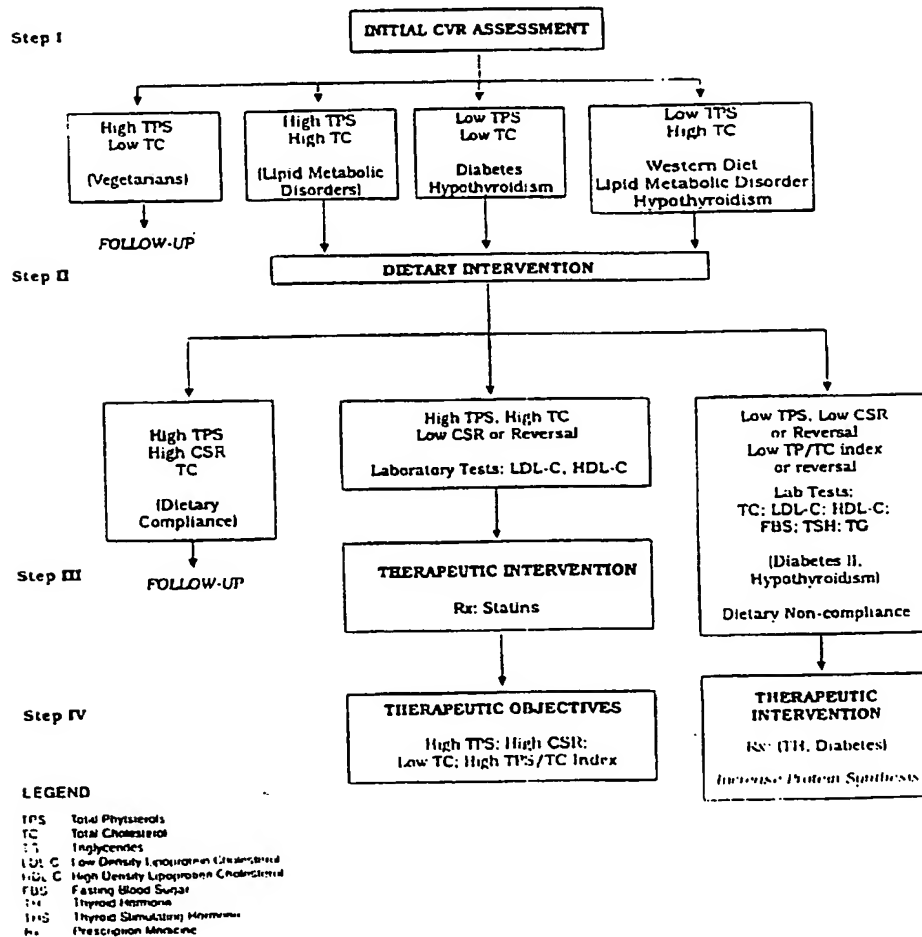 Step I
INITIAL CVR ASSESSMENT
High TPS
Low TC
(Vegetarians)
High TPS
High TC
(Lipid Metabolic
Disorders)
Low TPS
Low TC
Diabetes
Hypothyroidism
Low TPS
High TC
Western Diet
Lipid Metabolic Disorder
Hypothyroidism
FOLLOW-UP
Step II
DIETARY INTERVENTION
High TPS
High CSR
TC
(Dietary
Compliance)
High TPS, High TC
Low CSR or Reversal
Laboratory Tests: LDL-C, HDL-C
Low TPS, Low CSR
or Reversal
Low TP/TC index
or reversal
Lab Tests:
TC; LDL-C; HDL-C;
FBS; TSH; TG
(Diabetes II,
Hypothyroidism)
Dietary Non-compliance
Step III
FOLLOW-UP
THERAPEUTIC INTERVENTION
Rx: Statins
Step IV
THERAPEUTIC OBJECTIVES
High TPS; High CSR;
Low TC; High TPS/TC Index
THERAPEUTIC
INTERVENTION
Rx: (TH, Diabetes)
Increase Protein Synthesis
LEGEND
TPS Total Phytsterols
TC Total Cholesterol
Triglycerides
LDL-C Low Density Lipoprotein Cholesterol
HDL-C High Density Lipoprotein Cholesterol
FBS Fasting Blood Sugar
TH Thyroid Hormone
THS Thyroid Stimulating Hormone
Rx Prescription Medicine